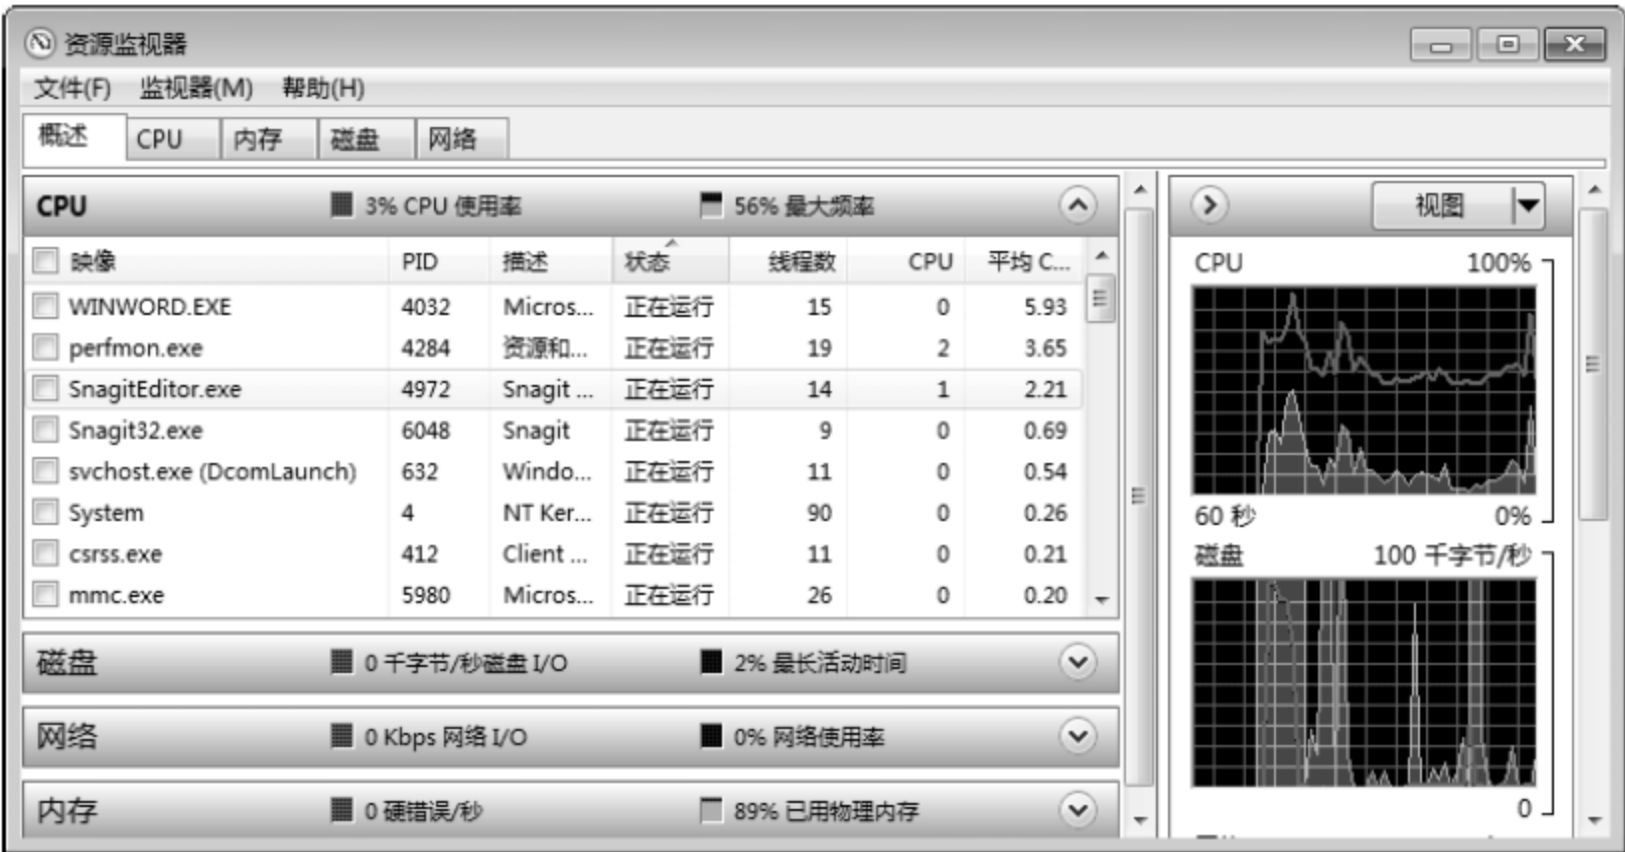 资源监视器
文件(F) 监视器(M) 帮助(H)
概述 CPU 内存 磁盘 网络
CPU 3% CPU 使用率 56% 最大频率
映像 PID 描述 状态 线程数 CPU 平均 C...
WINWORD.EXE 4032 Micros... 正在运行 15 0 5.93
perfmon.exe 4284 资源和... 正在运行 19 2 3.65
SnagitEditor.exe 4972 Snagit ... 正在运行 14 1 2.21
Snagit32.exe 6048 Snagit 正在运行 9 0 0.69
svchost.exe (DcomLaunch) 632 Windo... 正在运行 11 0 0.54
System 4 NT Ker... 正在运行 90 0 0.26
csrss.exe 412 Client ... 正在运行 11 0 0.21
mmc.exe 5980 Micros... 正在运行 26 0 0.20
磁盘 0 千字节/秒磁盘 I/O 2% 最长活动时间
网络 0 Kbps 网络 I/O 0% 网络使用率
内存 0 硬错误/秒 89% 已用物理内存
视图
CPU 100%
60 秒 0%
磁盘 100 千字节/秒
0